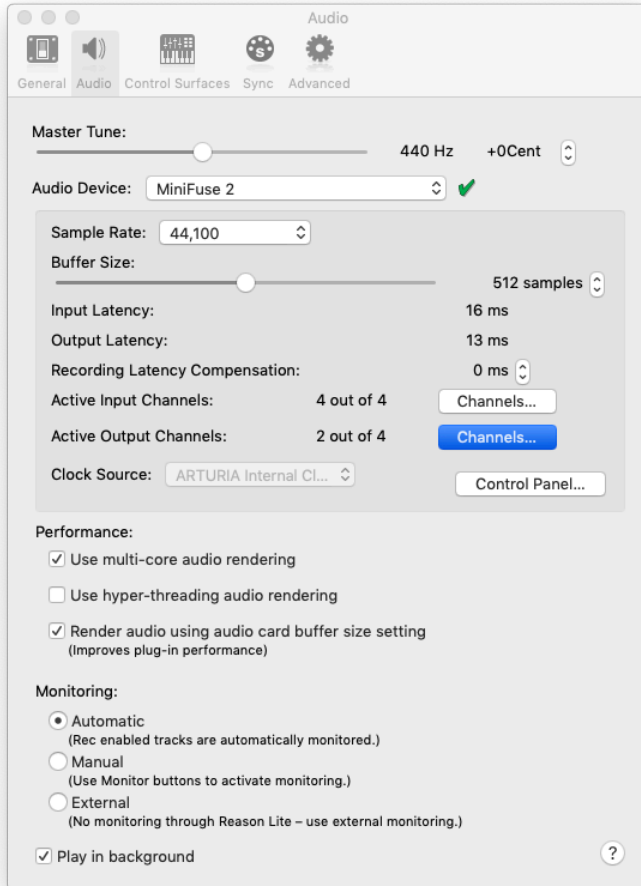 Audio
General Audio Control Surfaces Sync Advanced
Master Tune:
440 Hz +0Cent
Audio Device: MiniFuse 2
Sample Rate: 44,100
Buffer Size:
512 samples
Input Latency: 16 ms
Output Latency: 13 ms
Recording Latency Compensation: 0 ms
Active Input Channels: 4 out of 4 Channels...
Active Output Channels: 2 out of 4 Channels...
Clock Source: ARTURIA Internal Cl...
Control Panel...
Performance:
Use multi-core audio rendering
Use hyper-threading audio rendering
Render audio using audio card buffer size setting
(Improves plug-in performance)
Monitoring:
Automatic
(Rec enabled tracks are automatically monitored.)
Manual
(Use Monitor buttons to activate monitoring.)
External
(No monitoring through Reason Lite – use external monitoring.)
Play in background
?